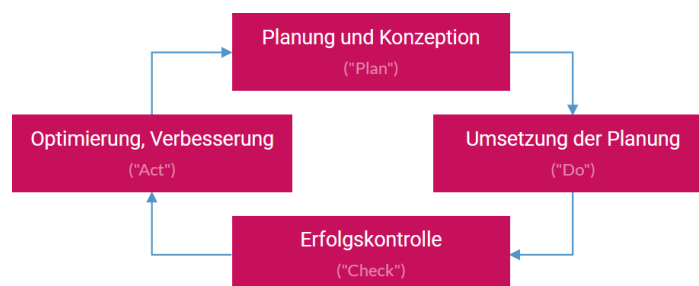 Planung und Konzeption
("Plan")
Optimierung, Verbesserung
("Act")
Umsetzung der Planung
("Do")
Erfolgskontrolle
("Check")